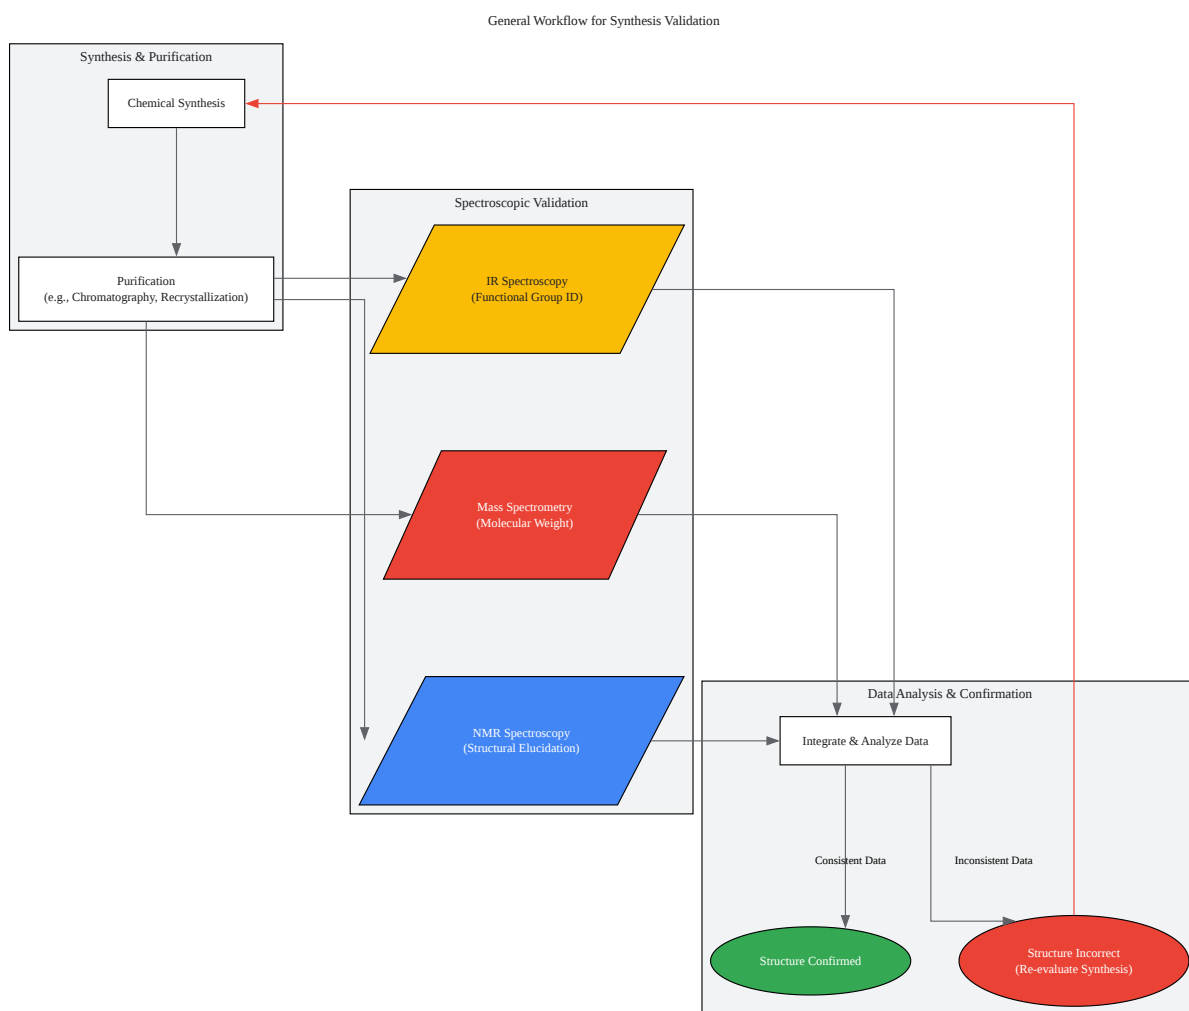 General Workflow for Synthesis Validation
Synthesis & Purification
Chemical Synthesis
Purification
(e.g., Chromatography, Recrystallization)
Spectroscopic Validation
IR Spectroscopy
(Functional Group ID)
Mass Spectrometry
(Molecular Weight)
NMR Spectroscopy
(Structural Elucidation)
Data Analysis & Confirmation
Integrate & Analyze Data
Consistent Data
Inconsistent Data
Structure Confirmed
Structure Incorrect
(Re-evaluate Synthesis)